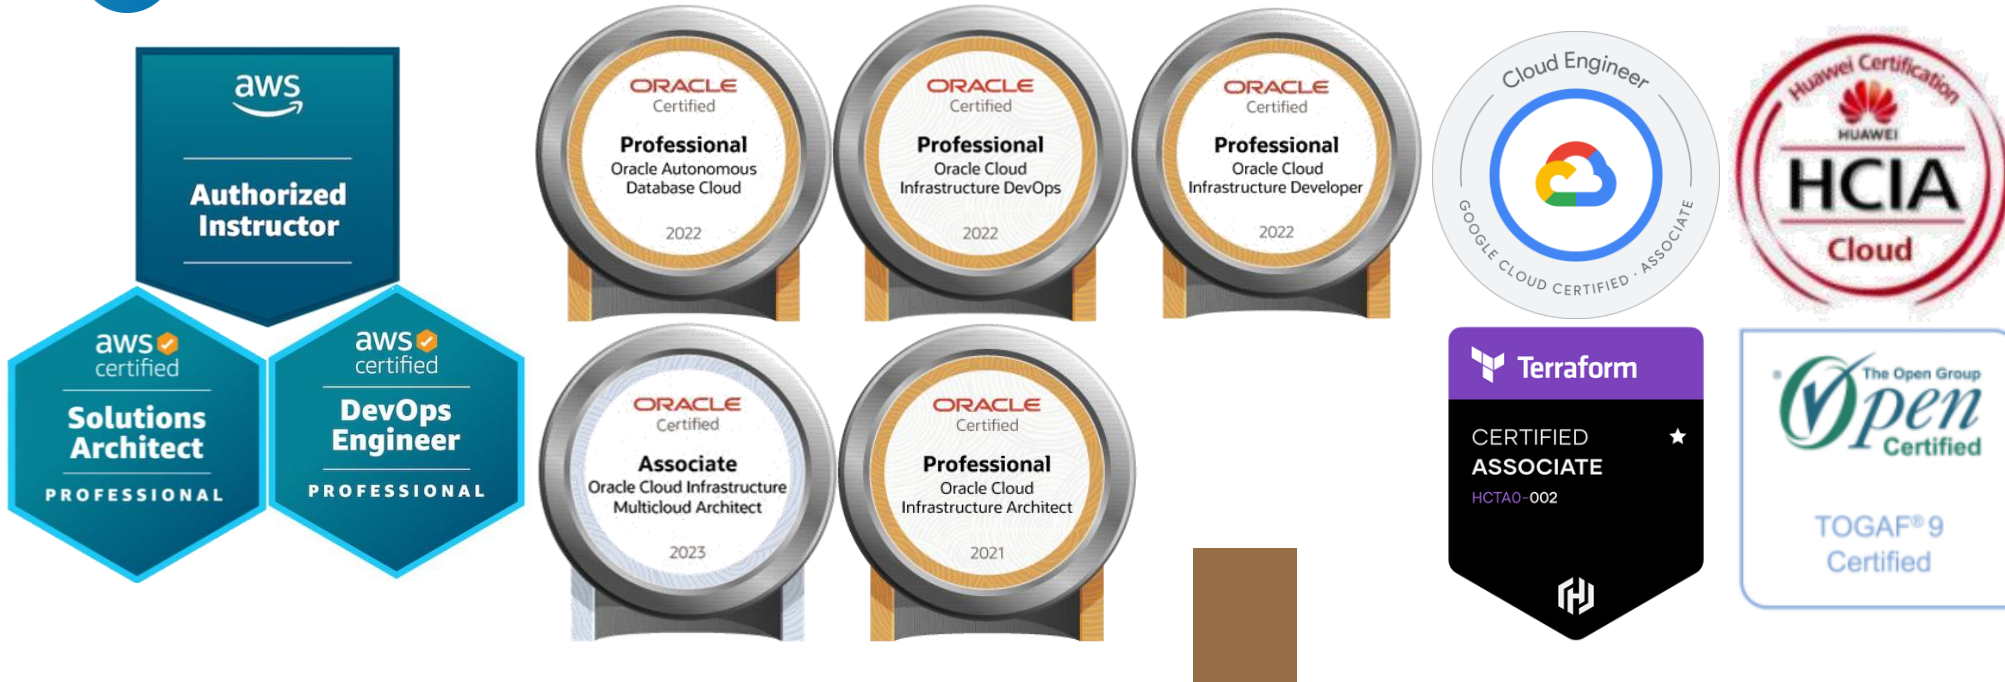 aws
Authorized
Instructor
aws
certified
Solutions
Architect
PROFESSIONAL
aws
certified
DevOps
Engineer
PROFESSIONAL
ORACLE
Certified
Professional
Oracle Autonomous
Database Cloud
2022
ORACLE
Certified
Professional
Oracle Cloud
Infrastructure DevOps
2022
ORACLE
Certified
Professional
Oracle Cloud
Infrastructure Developer
2022
ORACLE
Certified
Associate
Oracle Cloud Infrastructure
Multicloud Architect
2023
ORACLE
Certified
Professional
Oracle Cloud
Infrastructure Architect
2021
Cloud Engineer
GOOGLE CLOUD CERTIFIED · ASSOCIATE
Huawei Certification
HUAWEI
HCIA
Cloud
Terraform
CERTIFIED
ASSOCIATE
HCTA0-002
The Open Group
®
Open
Certified
TOGAF® 9
Certified